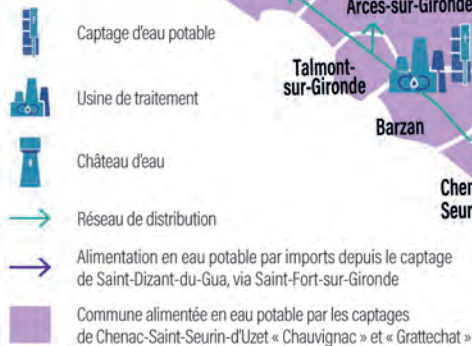 Arces-sur-Gironde
Captage d'eau potable
Talmont-
sur-Gironde
Usine de traitement
Barzan
Château d'eau
Chen
Seur
Réseau de distribution
Alimentation en eau potable par imports depuis le captage
de Saint-Dizant-du-Gua, via Saint-Fort-sur-Gironde
Commune alimentée en eau potable par les captages
de Chenac-Saint-Seurin-d'Uzet « Chauvignac » et « Grattechat »